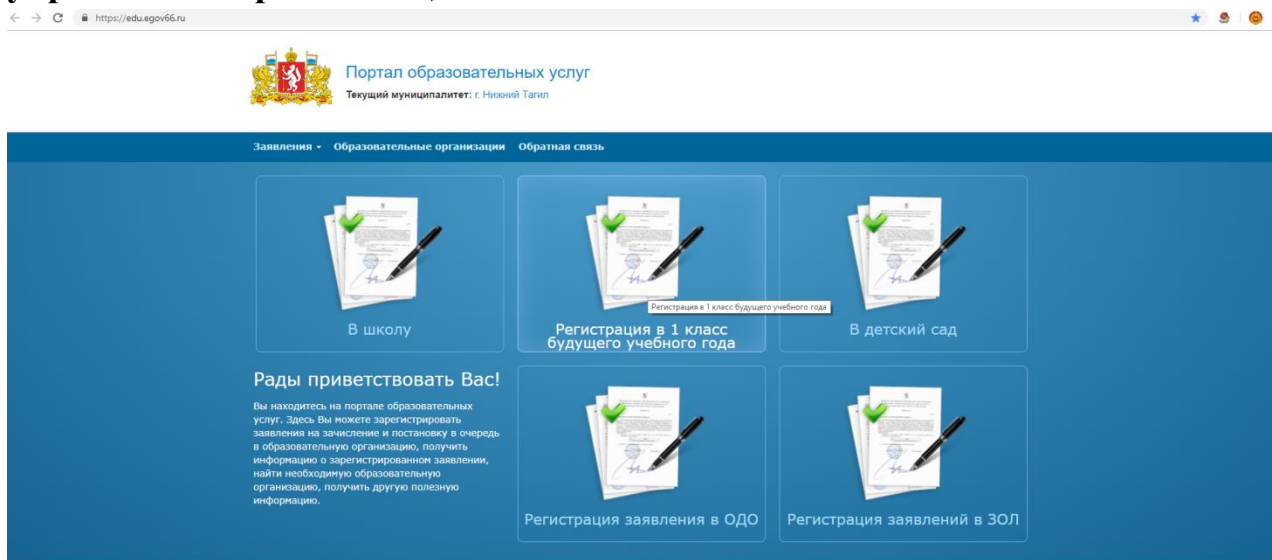 https://edu.egov66.ru
Портал образовательных услуг
Текущий муниципалитет: г. Нижний Тагил
Заявления Образовательные организации Обратная связь
В школу
Регистрация в 1 класс
будущего учебного года
Регистрация в 1 класс будущего учебного года
В детский сад
Рады приветствовать Вас!
Вы находитесь на портале образовательных
услуг. Здесь Вы можете зарегистрировать
заявления на зачисление и постановку в очередь
в образовательную организацию, получить
информацию о зарегистрированном заявлении,
найти необходимую образовательную
организацию, получить другую полезную
информацию.
Регистрация заявления в ОДО
Регистрация заявлений в ЗОЛ